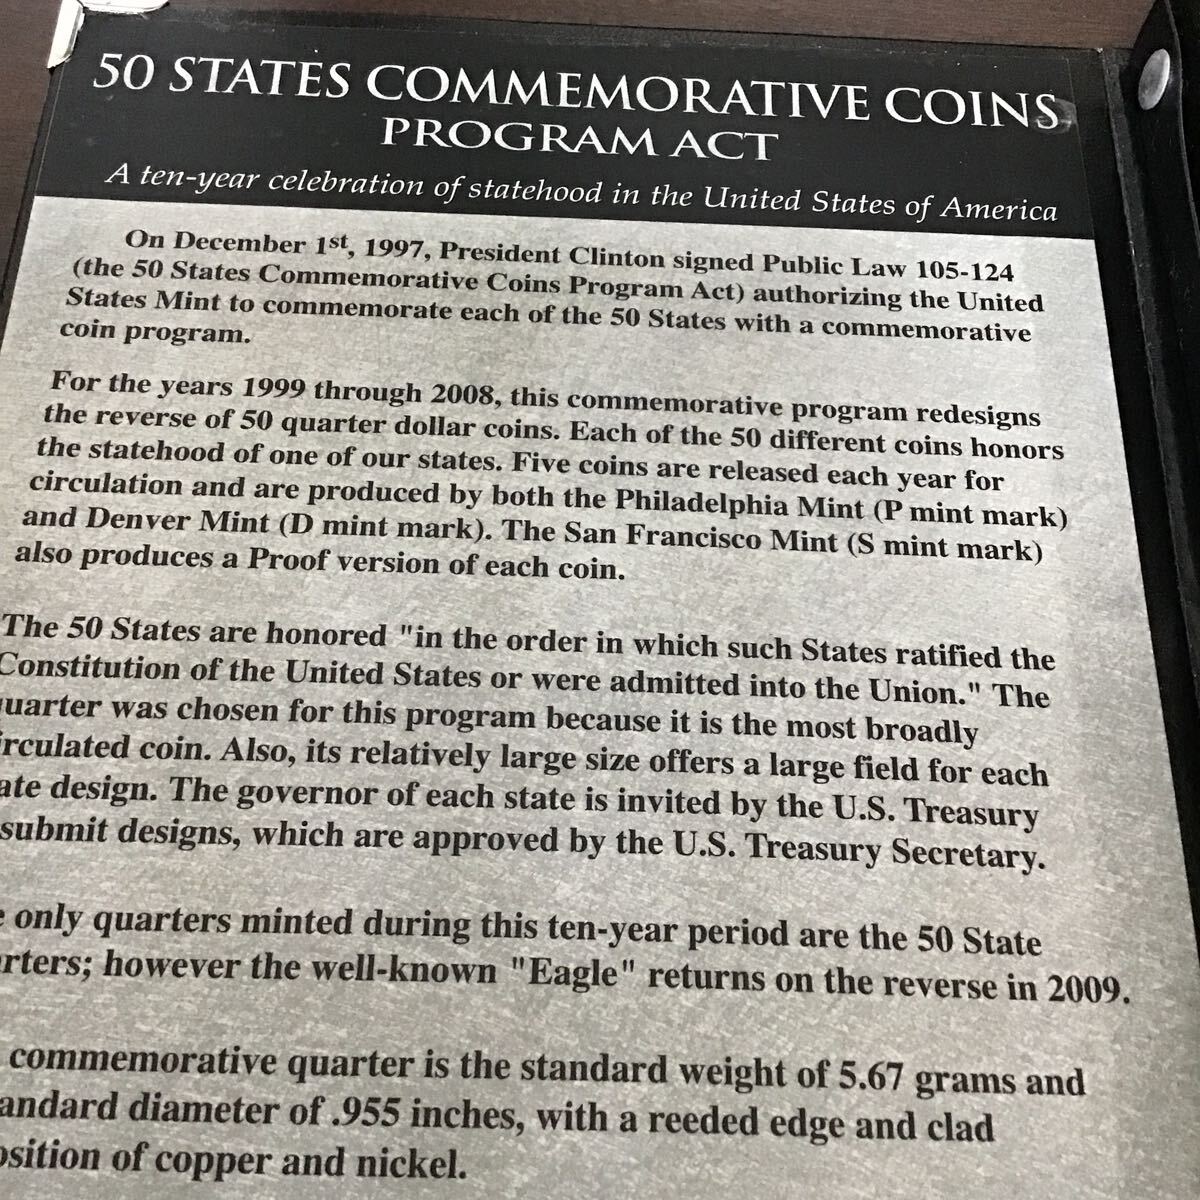 50 STATES COMMEMORATIVE COINS
PROGRAM ACT
A ten-year celebration of statehood in the United States of America
On December 1st, 1997, President Clinton signed Public Law 105-124
(the 50 States Commemorative Coins Program Act) authorizing the United
States Mint to commemorate each of the 50 States with a commemorative
coin program.
For the years 1999 through 2008, this commemorative program redesigns
the reverse of 50 quarter dollar coins. Each of the 50 different coins honors
the statehood of one of our states. Five coins are released each year for
circulation and are produced by both the Philadelphia Mint (P mint mark)
and Denver Mint (D mint mark). The San Francisco Mint (S mint mark)
also produces a Proof version of each coin.
The 50 States are honored "in the order in which such States ratified the
Constitution of the United States or were admitted into the Union." The
uarter was chosen for this program because it is the most broadly
irculated coin. Also, its relatively large size offers a large field for each
ate design. The governor of each state is invited by the U.S. Treasury
submit designs, which are approved by the U.S. Treasury Secretary.
e only quarters minted during this ten-year period are the 50 State
rters; however the well-known "Eagle" returns on the reverse in 2009.
commemorative quarter is the standard weight of 5.67 grams and
andard diameter of .955 inches, with a reeded edge and clad
osition of copper and nickel.